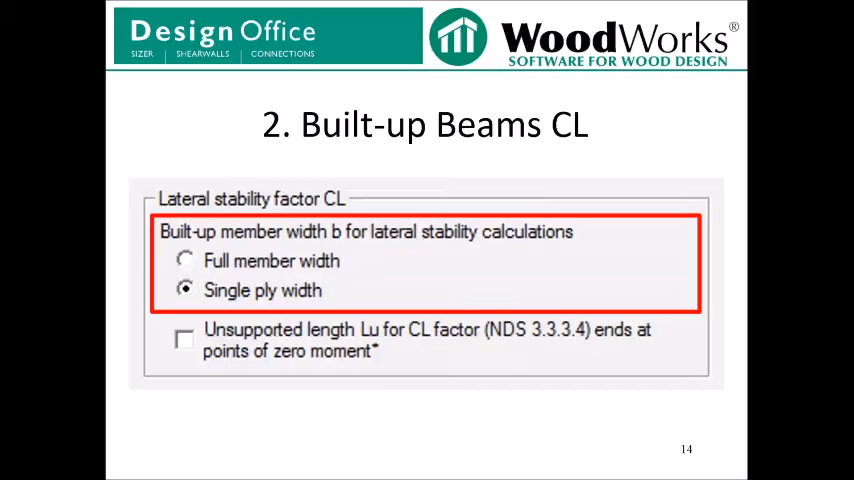 Design Office
SIZER | SHEARWALLS | CONNECTIONS
WoodWorks®
SOFTWARE FOR WOOD DESIGN
2. Built-up Beams CL
Lateral stability factor CL
Built-up member width b for lateral stability calculations
Full member width
Single ply width
Unsupported length Lu for CL factor (NDS 3.3.3.4) ends at
points of zero moment*
14